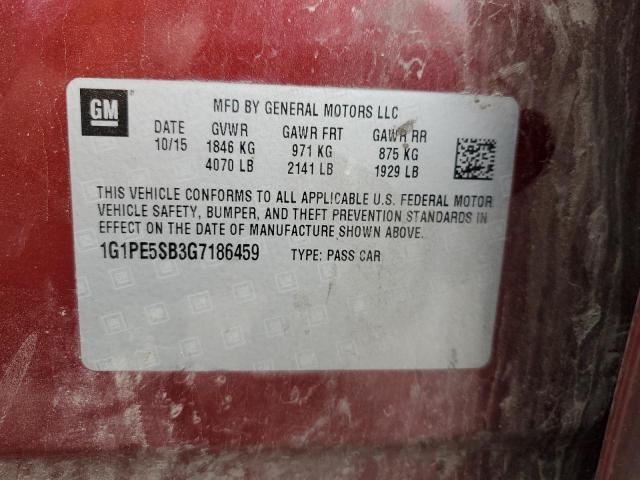 GM
MFD BY GENERAL MOTORS LLC
DATE GVWR GAWR FRT GAWR RR
10/15 1846 KG 971 KG 875 KG
4070 LB 2141 LB 1929 LB
THIS VEHICLE CONFORMS TO ALL APPLICABLE U.S. FEDERAL MOTOR
VEHICLE SAFETY, BUMPER, AND THEFT PREVENTION STANDARDS IN
EFFECT ON THE DATE OF MANUFACTURE SHOWN ABOVE.
1G1PE5SB3G7186459 TYPE: PASS CAR